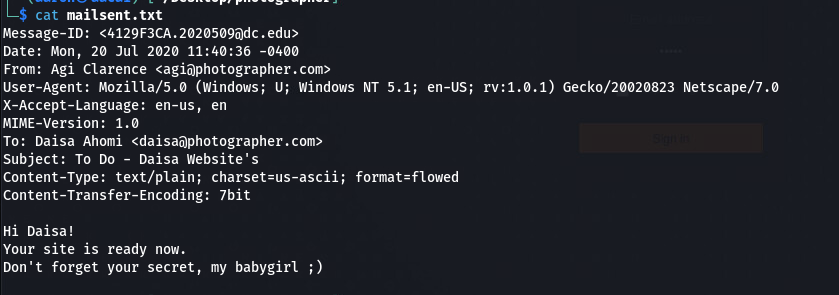 $ cat mailsent.txt
Message-ID: <4129F3CA.2020509@dc.edu>
Date: Mon, 20 Jul 2020 11:40:36 -0400
From: Agi Clarence <agi@photographer.com>
User-Agent: Mozilla/5.0 (Windows; U; Windows NT 5.1; en-US; rv:1.0.1) Gecko/20020823 Netscape/7.0
X-Accept-Language: en-us, en
MIME-Version: 1.0
To: Daisa Ahomi <daisa@photographer.com>
Subject: To Do - Daisa Website's
Content-Type: text/plain; charset=us-ascii; format=flowed
Content-Transfer-Encoding: 7bit

Hi Daisa!
Your site is ready now.
Don't forget your secret, my babygirl ;)